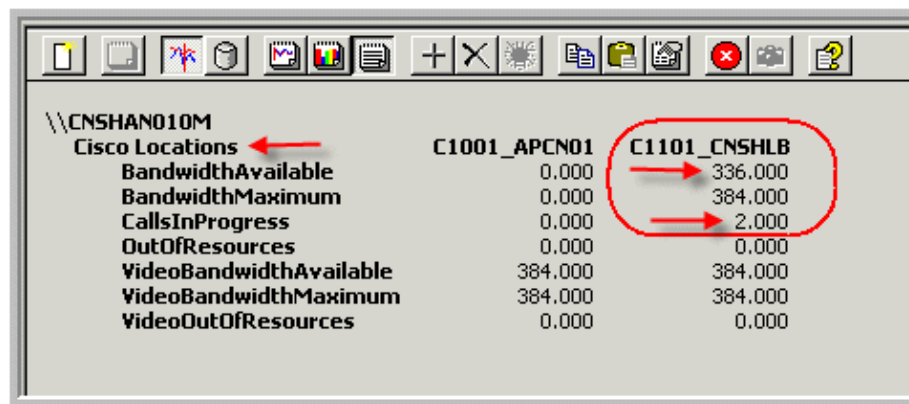 \\CNSHAN010M
Cisco Locations C1001_APCN01 C1101_CNSHLB
BandwidthAvailable 0.000 336.000
BandwidthMaximum 0.000 384.000
CallsInProgress 0.000 2.000
OutOfResources 0.000 0.000
VideoBandwidthAvailable 384.000 384.000
VideoBandwidthMaximum 384.000 384.000
VideoOutOfResources 0.000 0.000